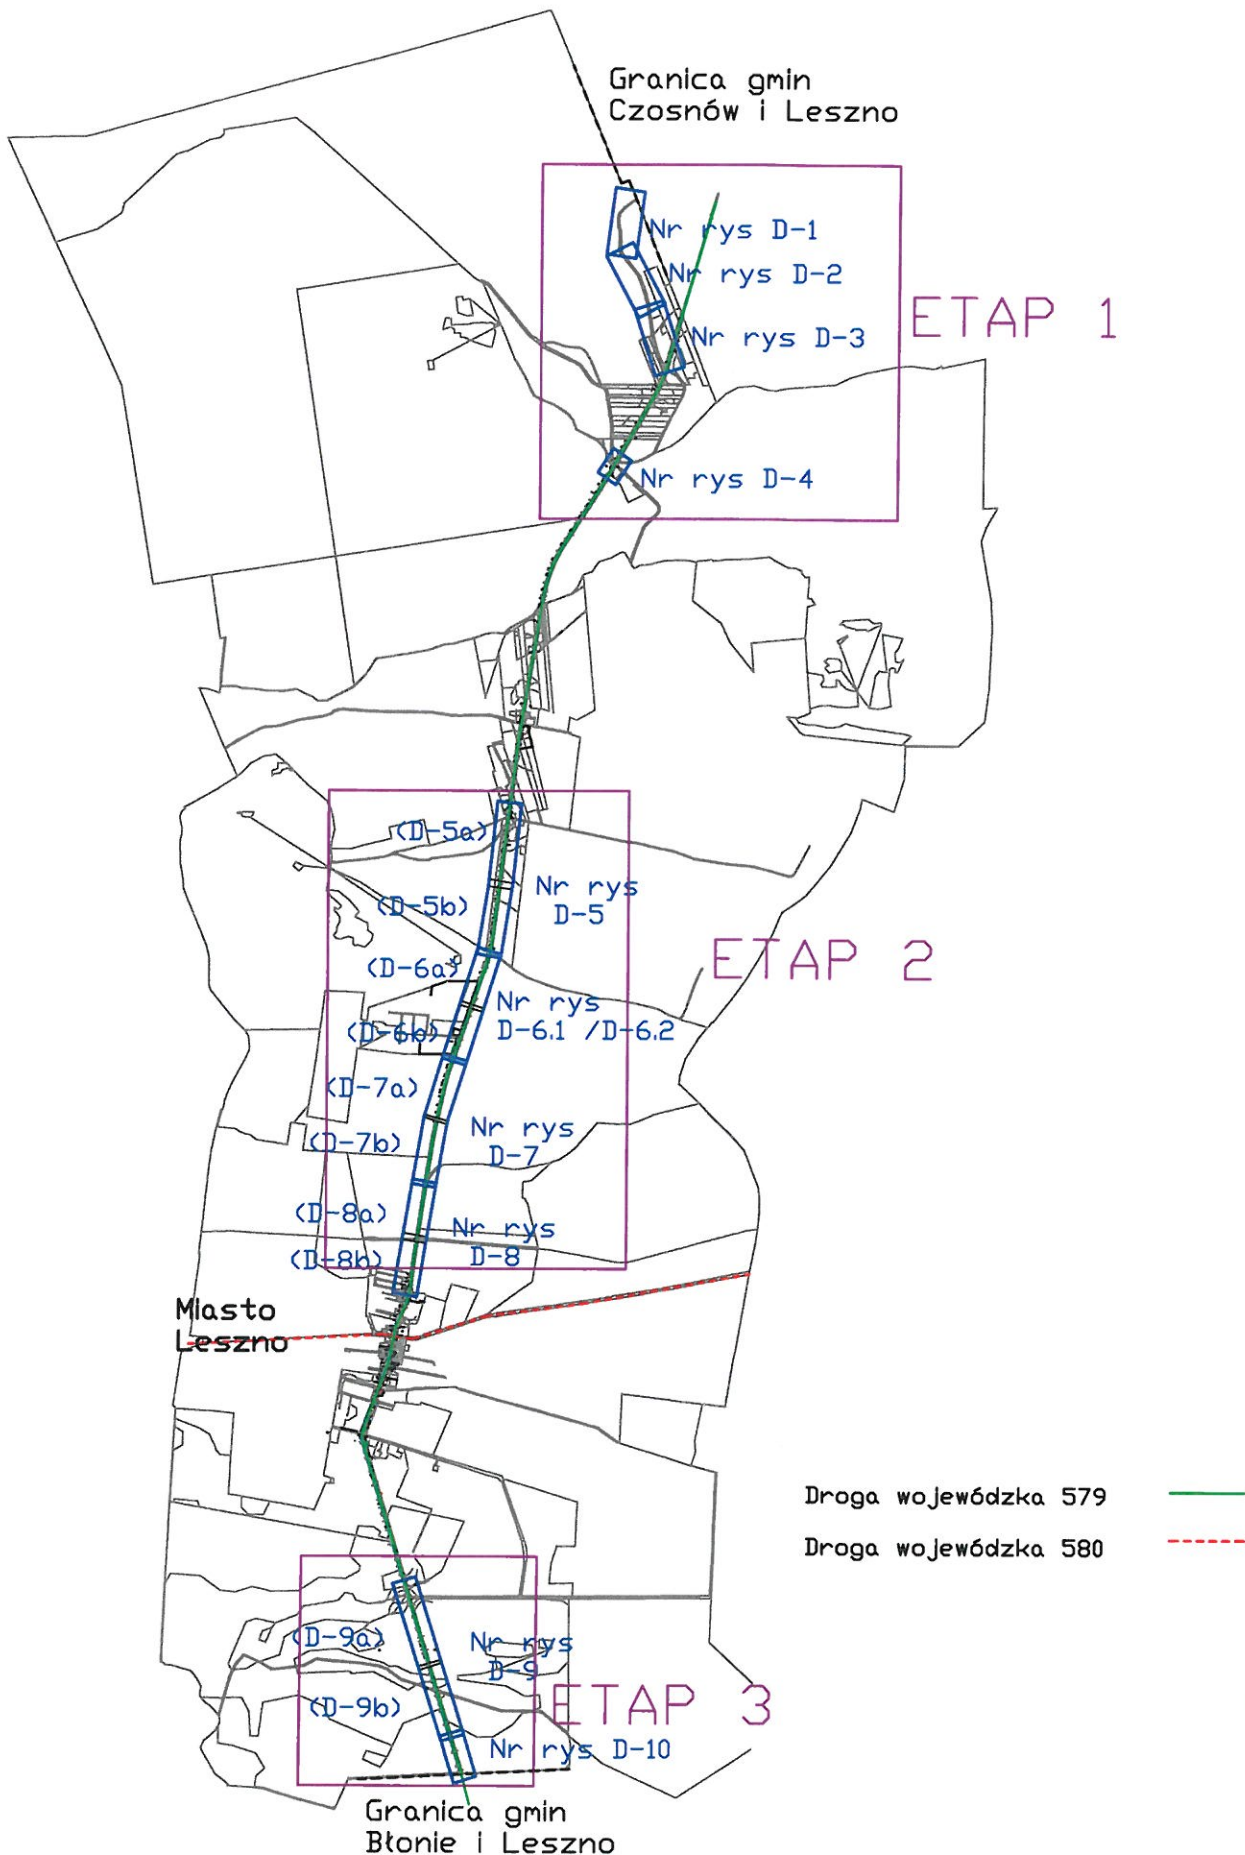 Granica gmin
Czosnów i Leszno
Nr rys D-1
Nr rys D-2
ETAP 1
Nr rys D-3
Nr rys D-4
(D-5a)
Nr rys
D-5
(D-5b)
ETAP 2
(D-6a)
Nr rys
D-6.1 /D-6.2
(D-6b)
(D-7a)
Nr rys
D-7
(D-7b)
(D-8a)
Nr rys
D-8
(D-8b)
Miasto
Leszno
Droga wojewódzka 579
Droga wojewódzka 580
(D-9a)
Nr rys
D-9
(D-9b)
ETAP 3
Nr rys D-10
Granica gmin
Błonie i Leszno